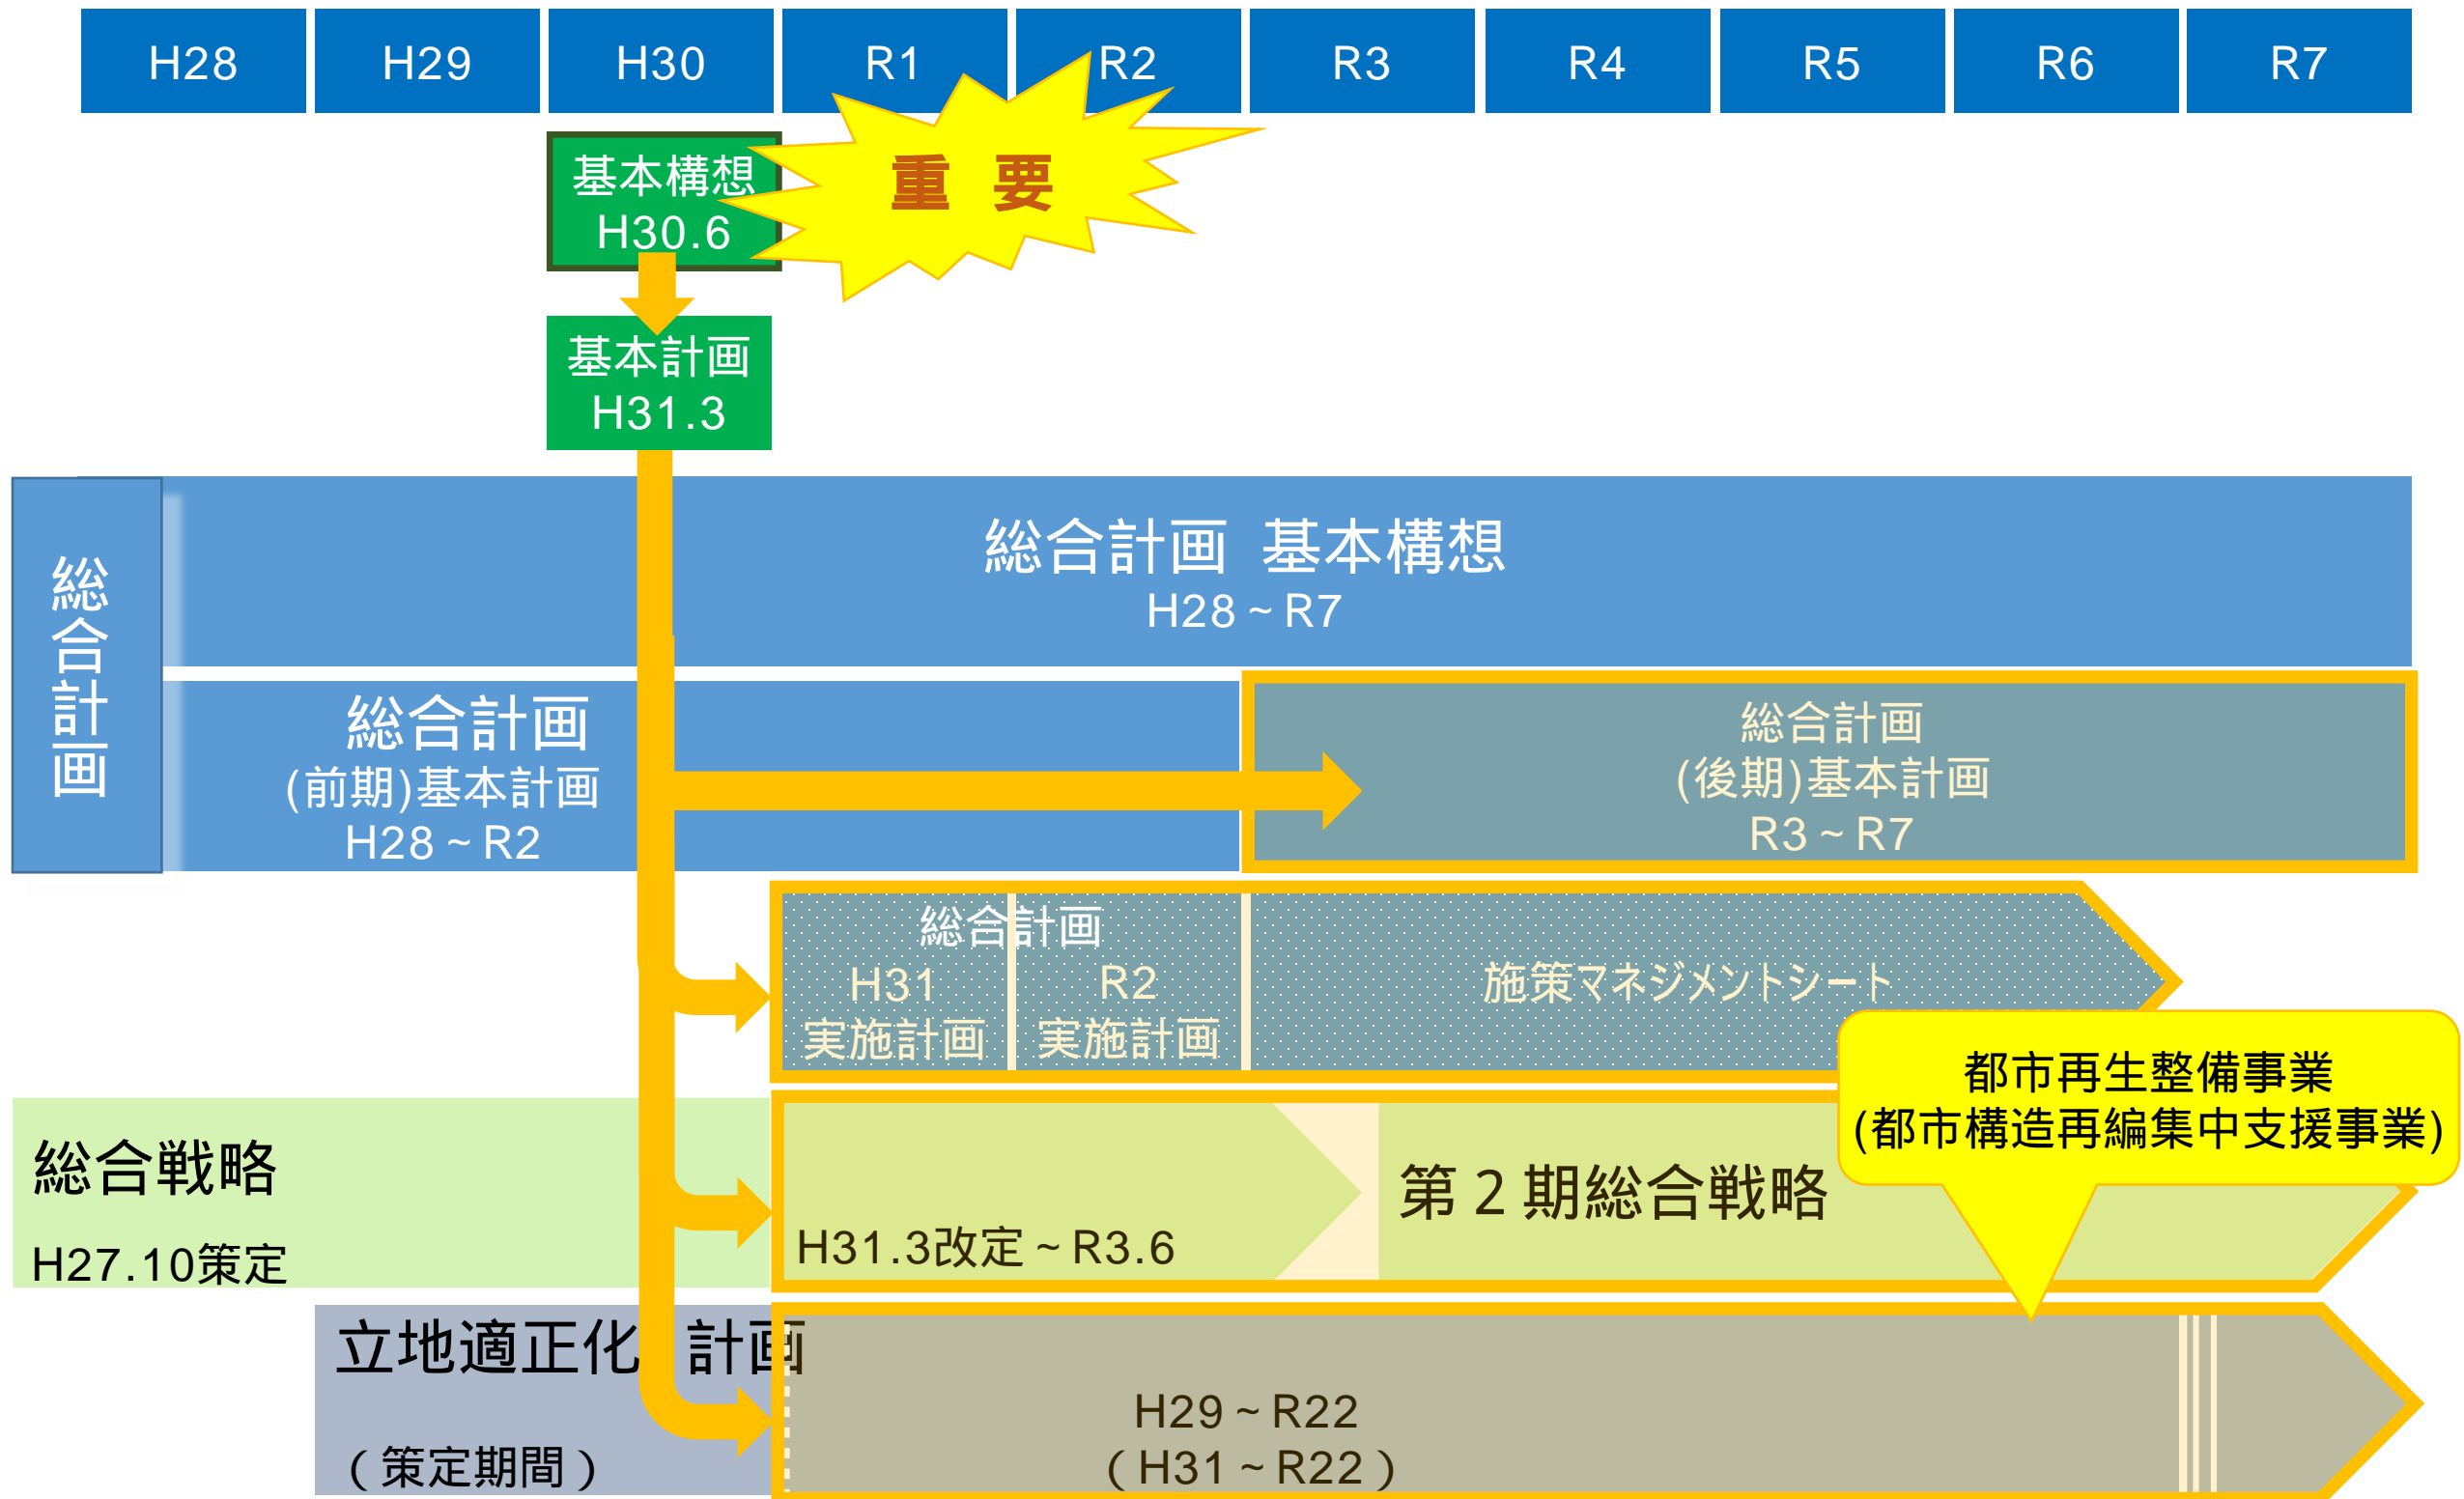 H28
H29
H30
R1
R2
R3
R4
R5
R6
R7
基本構想
H30.6
重 要
基本計画
H31.3
総合計画
総合計画 基本構想
H28~R7
総合計画
(前期)基本計画
H28~R2
総合計画
(後期)基本計画
R3~R7
総合計画
H31
実施計画
R2
実施計画
施策マネジメントシート
都市再生整備事業
(都市構造再編集中支援事業)
総合戦略
H27.10策定
H31.3改定~R3.6
第2期総合戦略
立地適正化 計画
(策定期間)
H29~R22
(H31~R22)